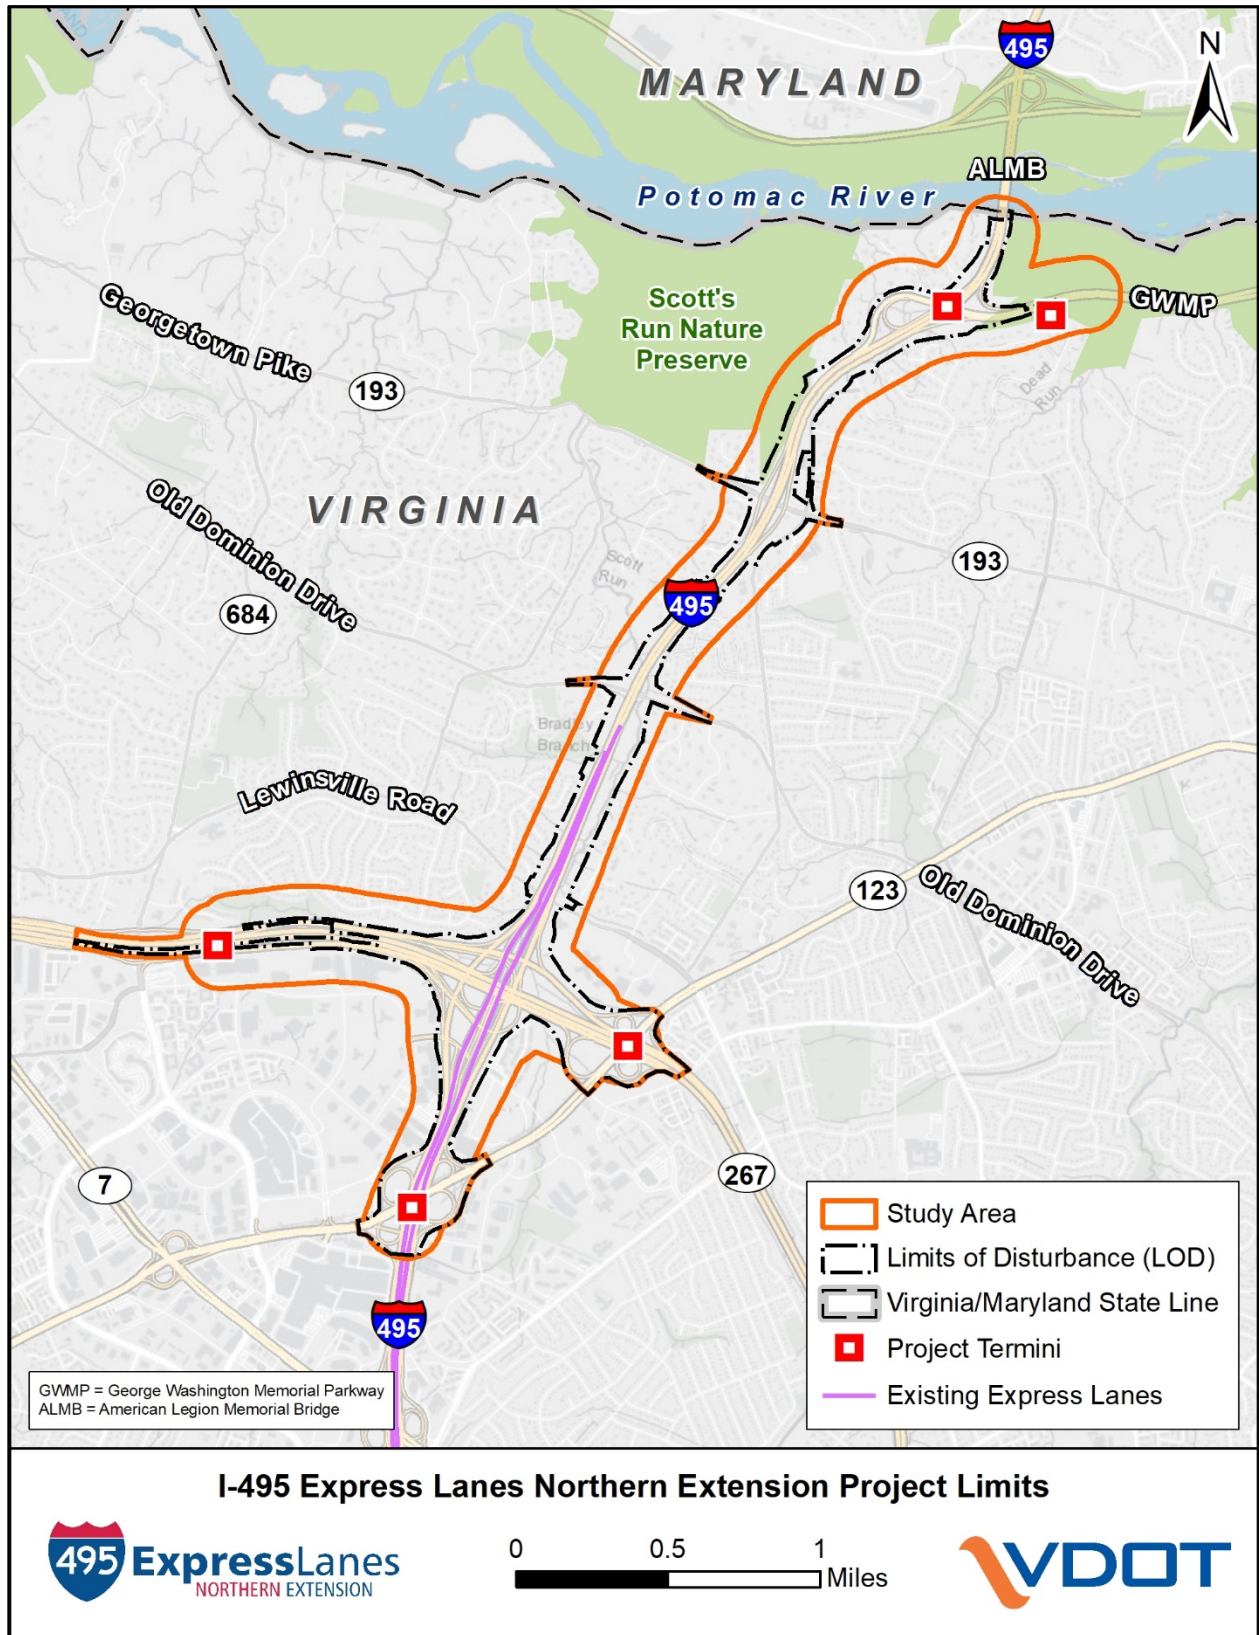 495
N
MARYLAND
ALMB
Potomac River
GWMP
Scott's
Run Nature
Preserve
Georgetown Pike
193
Dead
Run
Old Dominion Drive
VIRGINIA
Scott
Run
193
495
684
Bradley
Branch
Lewinsville Road
123
Old Dominion Drive
7
267
495
Study Area
Limits of Disturbance (LOD)
Virginia/Maryland State Line
Project Termini
Existing Express Lanes
GWMP = George Washington Memorial Parkway
ALMB = American Legion Memorial Bridge
I-495 Express Lanes Northern Extension Project Limits
495 ExpressLanes
NORTHERN EXTENSION
0 0.5 1
Miles
VDOT